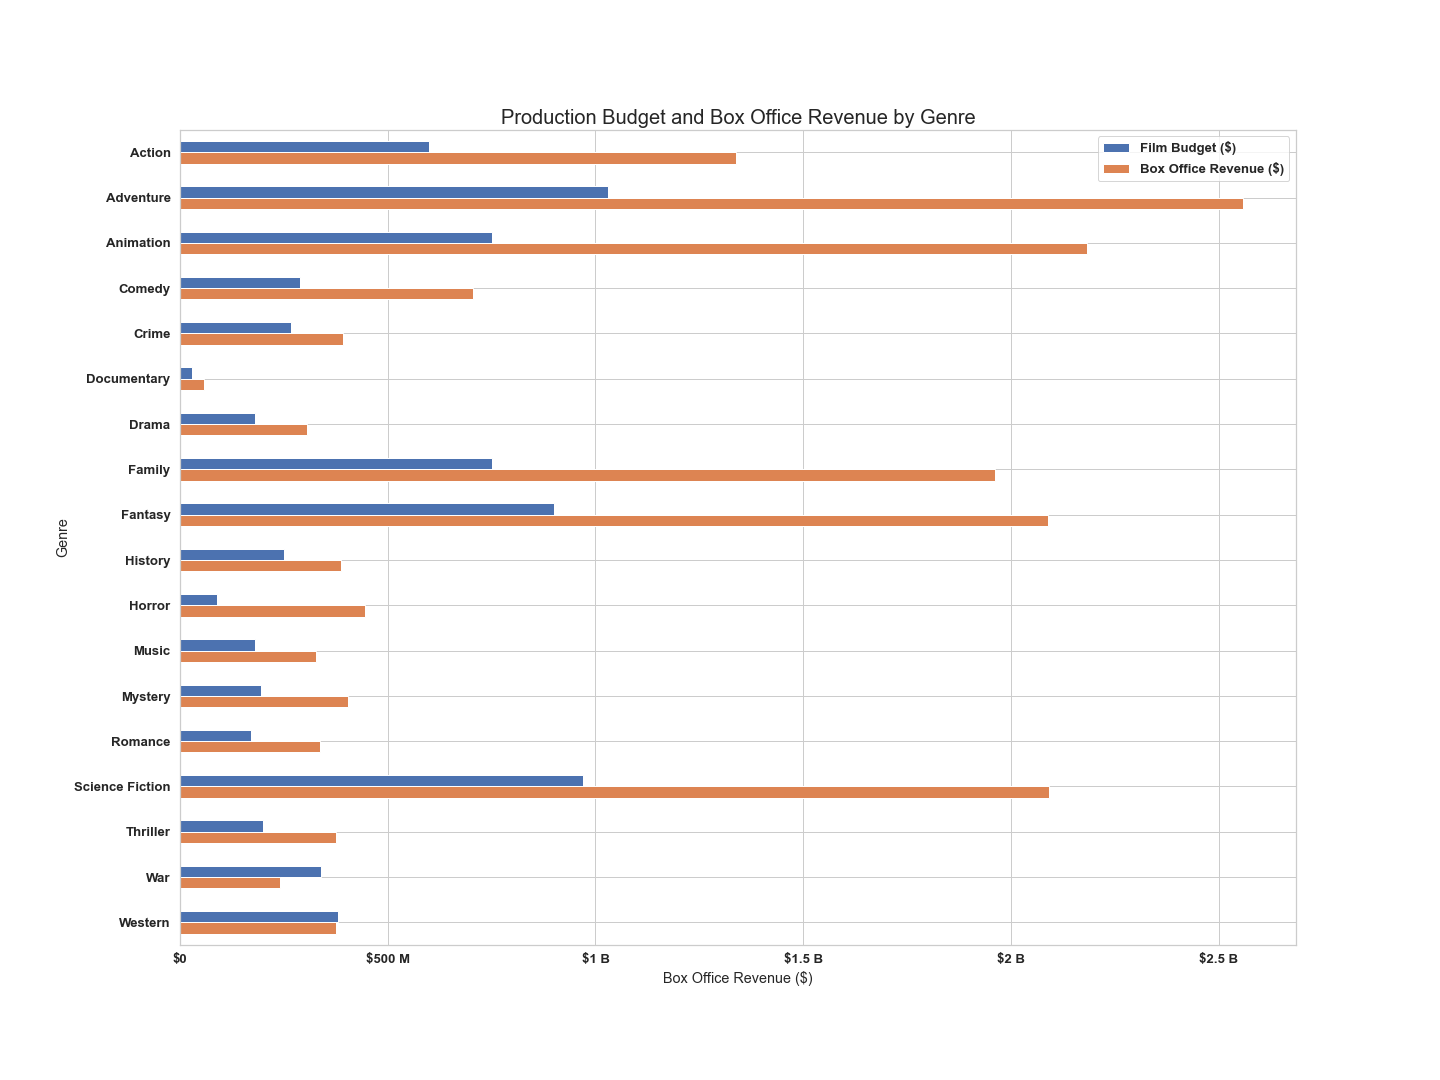 Production Budget and Box Office Revenue by Genre
Film Budget ($)
Box Office Revenue ($)
Genre
Action
Adventure
Animation
Comedy
Crime
Documentary
Drama
Family
Fantasy
History
Horror
Music
Mystery
Romance
Science Fiction
Thriller
War
Western
$0 $500 M $1 B $1.5 B $2 B $2.5 B
Box Office Revenue ($)